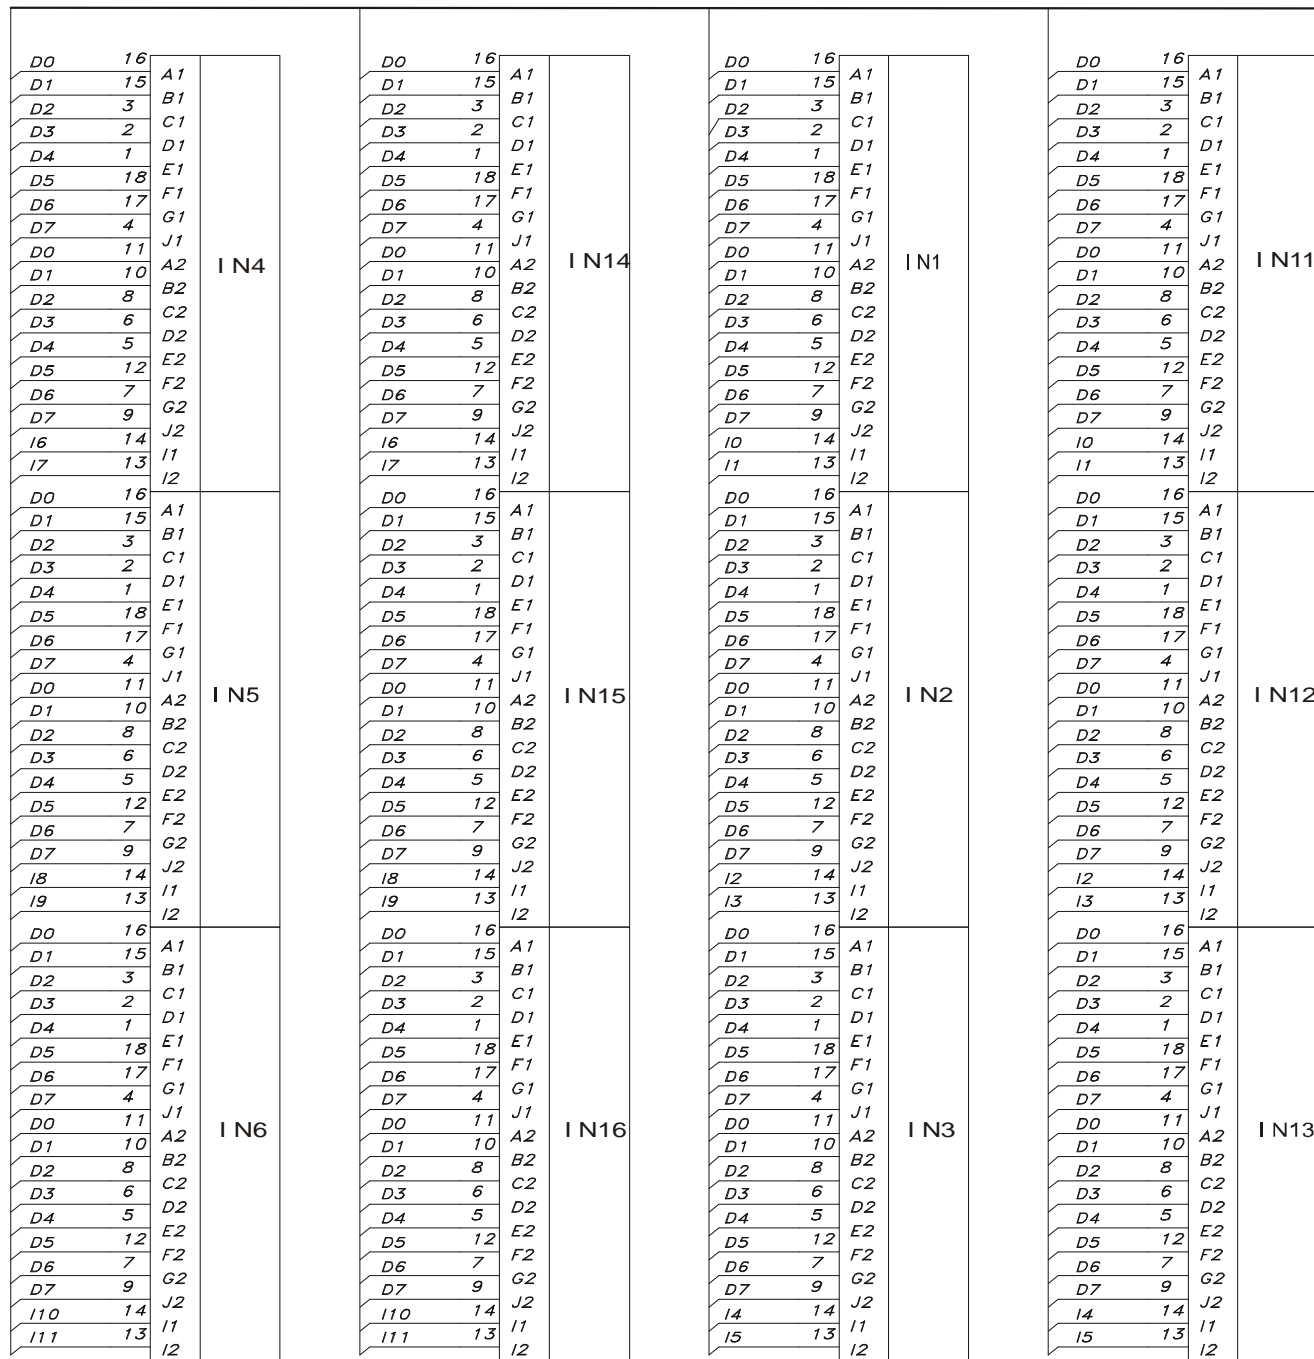 D0 16 A1
D1 15 B1
D2 3 C1
D3 2 D1
D4 1 E1
D5 18 F1
D6 17 G1
D7 4 J1
D0 11 A2 IN4
D1 10 B2
D2 8 C2
D3 6 D2
D4 5 E2
D5 12 F2
D6 7 G2
D7 9 J2
I6 14 I1
I7 13 I2
D0 16 A1
D1 15 B1
D2 3 C1
D3 2 D1
D4 1 E1
D5 18 F1
D6 17 G1
D7 4 J1
D0 11 A2 IN5
D1 10 B2
D2 8 C2
D3 6 D2
D4 5 E2
D5 12 F2
D6 7 G2
D7 9 J2
I8 14 I1
I9 13 I2
D0 16 A1
D1 15 B1
D2 3 C1
D3 2 D1
D4 1 E1
D5 18 F1
D6 17 G1
D7 4 J1
D0 11 A2 IN6
D1 10 B2
D2 8 C2
D3 6 D2
D4 5 E2
D5 12 F2
D6 7 G2
D7 9 J2
I10 14 I1
I11 13 I2
D0 16 A1
D1 15 B1
D2 3 C1
D3 2 D1
D4 1 E1
D5 18 F1
D6 17 G1
D7 4 J1
D0 11 A2 IN14
D1 10 B2
D2 8 C2
D3 6 D2
D4 5 E2
D5 12 F2
D6 7 G2
D7 9 J2
I6 14 I1
I7 13 I2
D0 16 A1
D1 15 B1
D2 3 C1
D3 2 D1
D4 1 E1
D5 18 F1
D6 17 G1
D7 4 J1
D0 11 A2 IN15
D1 10 B2
D2 8 C2
D3 6 D2
D4 5 E2
D5 12 F2
D6 7 G2
D7 9 J2
I8 14 I1
I9 13 I2
D0 16 A1
D1 15 B1
D2 3 C1
D3 2 D1
D4 1 E1
D5 18 F1
D6 17 G1
D7 4 J1
D0 11 A2 IN16
D1 10 B2
D2 8 C2
D3 6 D2
D4 5 E2
D5 12 F2
D6 7 G2
D7 9 J2
I10 14 I1
I11 13 I2
D0 16 A1
D1 15 B1
D2 3 C1
D3 2 D1
D4 1 E1
D5 18 F1
D6 17 G1
D7 4 J1
D0 11 A2 IN1
D1 10 B2
D2 8 C2
D3 6 D2
D4 5 E2
D5 12 F2
D6 7 G2
D7 9 J2
I0 14 I1
I1 13 I2
D0 16 A1
D1 15 B1
D2 3 C1
D3 2 D1
D4 1 E1
D5 18 F1
D6 17 G1
D7 4 J1
D0 11 A2 IN2
D1 10 B2
D2 8 C2
D3 6 D2
D4 5 E2
D5 12 F2
D6 7 G2
D7 9 J2
I2 14 I1
I3 13 I2
D0 16 A1
D1 15 B1
D2 3 C1
D3 2 D1
D4 1 E1
D5 18 F1
D6 17 G1
D7 4 J1
D0 11 A2 IN3
D1 10 B2
D2 8 C2
D3 6 D2
D4 5 E2
D5 12 F2
D6 7 G2
D7 9 J2
I4 14 I1
I5 13 I2
D0 16 A1
D1 15 B1
D2 3 C1
D3 2 D1
D4 1 E1
D5 18 F1
D6 17 G1
D7 4 J1
D0 11 A2 IN11
D1 10 B2
D2 8 C2
D3 6 D2
D4 5 E2
D5 12 F2
D6 7 G2
D7 9 J2
I0 14 I1
I1 13 I2
D0 16 A1
D1 15 B1
D2 3 C1
D3 2 D1
D4 1 E1
D5 18 F1
D6 17 G1
D7 4 J1
D0 11 A2 IN12
D1 10 B2
D2 8 C2
D3 6 D2
D4 5 E2
D5 12 F2
D6 7 G2
D7 9 J2
I2 14 I1
I3 13 I2
D0 16 A1
D1 15 B1
D2 3 C1
D3 2 D1
D4 1 E1
D5 18 F1
D6 17 G1
D7 4 J1
D0 11 A2 IN13
D1 10 B2
D2 8 C2
D3 6 D2
D4 5 E2
D5 12 F2
D6 7 G2
D7 9 J2
I4 14 I1
I5 13 I2